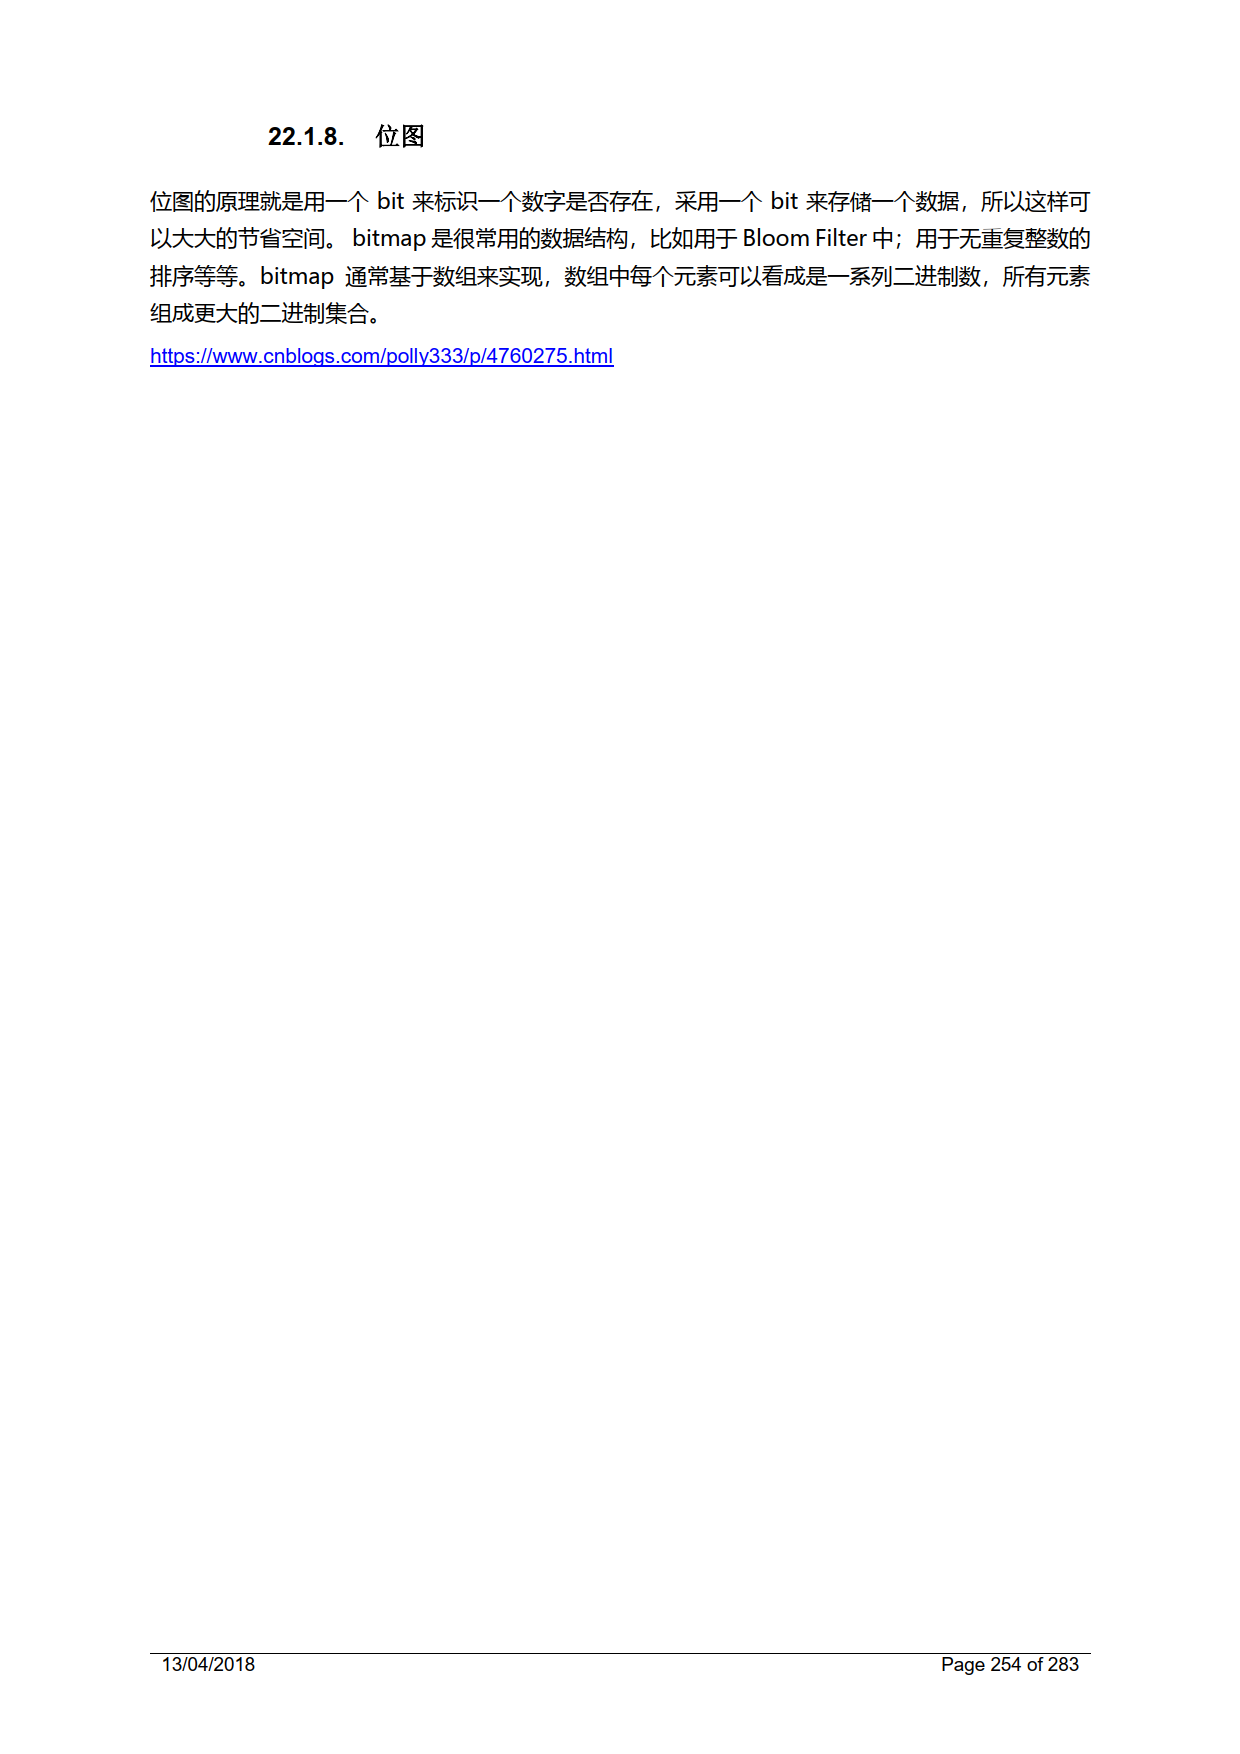 22.1.8. 位图
位图的原理就是用一个 bit 来标识一个数字是否存在，采用一个 bit 来存储一个数据，所以这样可
以大大的节省空间。 bitmap 是很常用的数据结构，比如用于 Bloom Filter 中；用于无重复整数的
排序等等。bitmap 通常基于数组来实现，数组中每个元素可以看成是一系列二进制数，所有元素
组成更大的二进制集合。
https://www.cnblogs.com/polly333/p/4760275.html
13/04/2018 Page 254 of 283